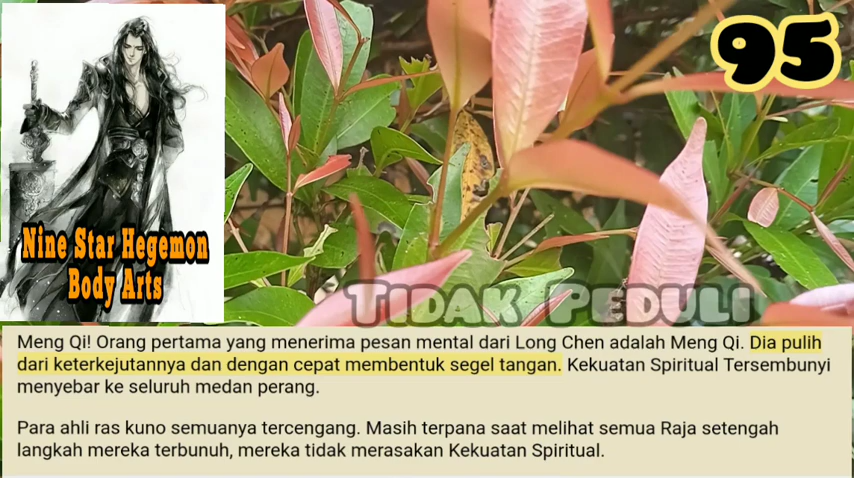 95
Nine Star Hegemon
Body Arts
TIDAK PEDULI
Meng Qi! Orang pertama yang menerima pesan mental dari Long Chen adalah Meng Qi. Dia pulih
dari keterkejutannya dan dengan cepat membentuk segel tangan. Kekuatan Spiritual Tersembunyi
menyebar ke seluruh medan perang.
Para ahli ras kuno semuanya tercengang. Masih terpana saat melihat semua Raja setengah
langkah mereka terbunuh, mereka tidak merasakan Kekuatan Spiritual.